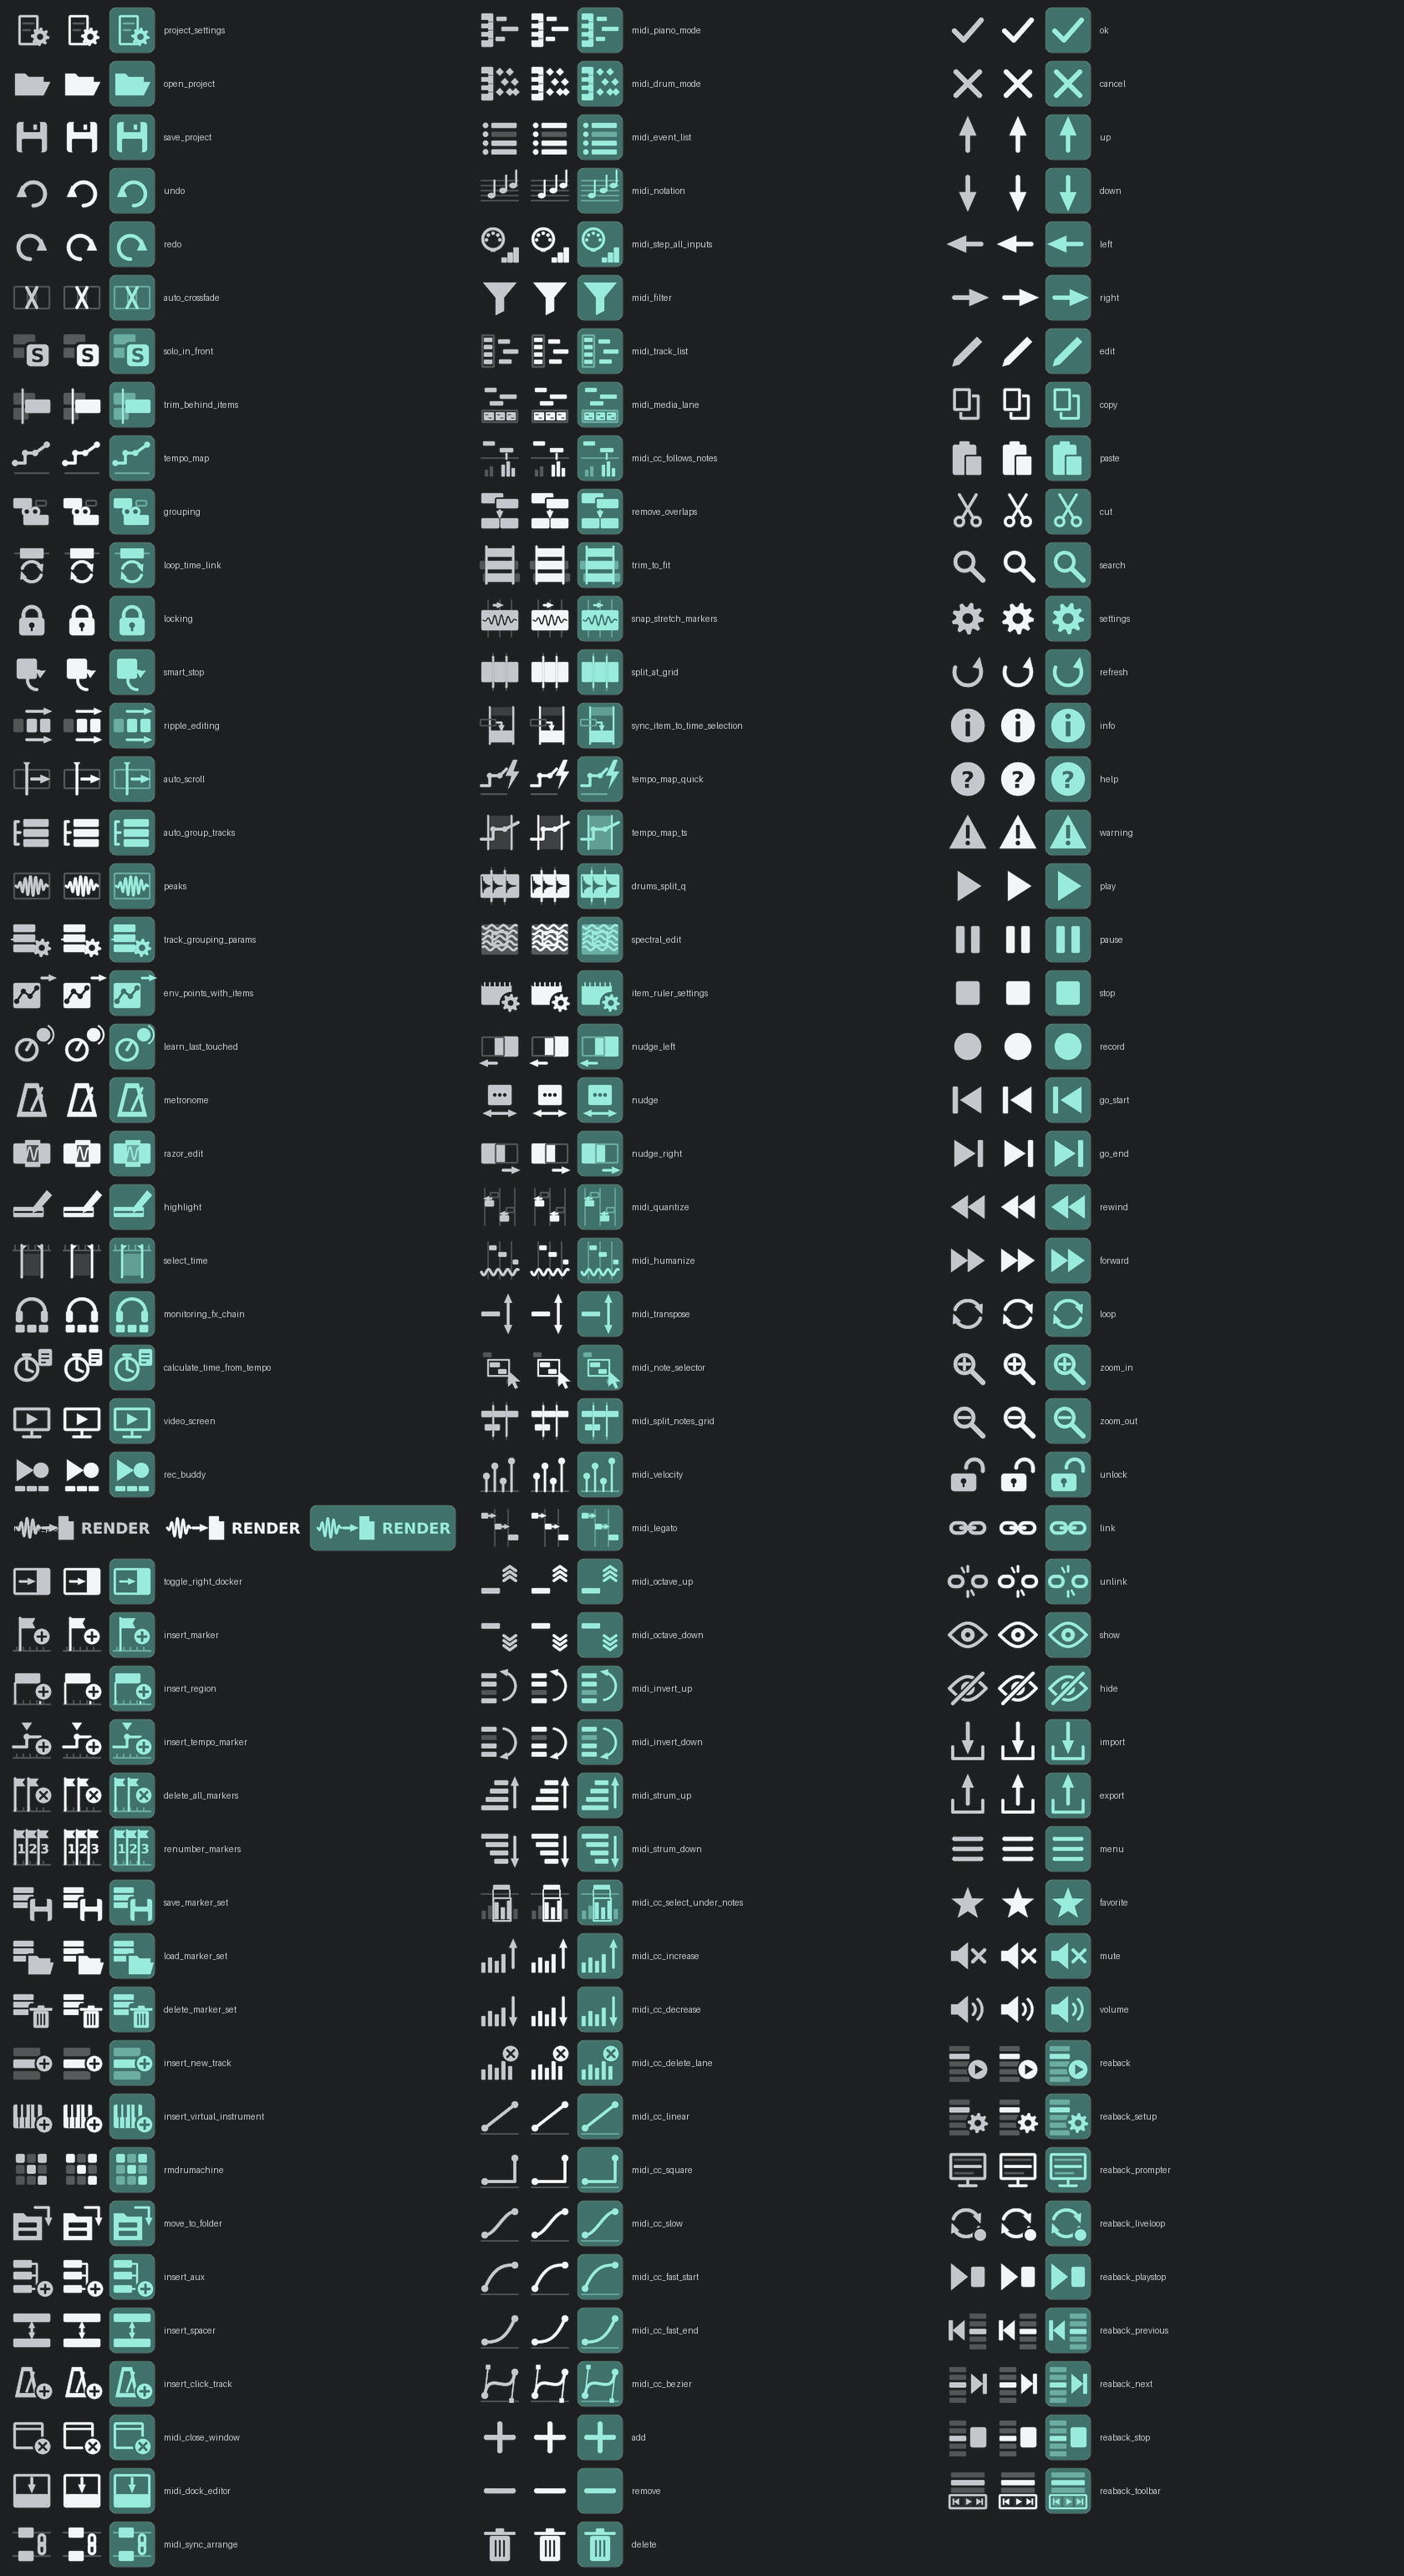 project_settings
open_project
save_project
undo
redo
auto_crossfade
S S S
solo_in_front
trim_behind_items
tempo_map
grouping
loop_time_link
locking
smart_stop
ripple_editing
auto_scroll
auto_group_tracks
peaks
track_grouping_params
env_points_with_items
learn_last_touched
metronome
razor_edit
highlight
select_time
monitoring_fx_chain
calculate_time_from_tempo
video_screen
rec_buddy
RENDER RENDER RENDER
toggle_right_docker
insert_marker
insert_region
insert_tempo_marker
delete_all_markers
123 123 123
renumber_markers
save_marker_set
load_marker_set
delete_marker_set
insert_new_track
insert_virtual_instrument
rmdrumachine
move_to_folder
insert_aux
insert_spacer
insert_click_track
midi_close_window
midi_dock_editor
midi_sync_arrange
midi_piano_mode
midi_drum_mode
midi_event_list
midi_notation
midi_step_all_inputs
midi_filter
midi_track_list
midi_media_lane
midi_cc_follows_notes
remove_overlaps
trim_to_fit
snap_stretch_markers
split_at_grid
sync_item_to_time_selection
tempo_map_quick
tempo_map_ts
drums_split_q
spectral_edit
item_ruler_settings
nudge_left
nudge
nudge_right
midi_quantize
midi_humanize
midi_transpose
midi_note_selector
midi_split_notes_grid
midi_velocity
midi_legato
midi_octave_up
midi_octave_down
midi_invert_up
midi_invert_down
midi_strum_up
midi_strum_down
midi_cc_select_under_notes
midi_cc_increase
midi_cc_decrease
midi_cc_delete_lane
midi_cc_linear
midi_cc_square
midi_cc_slow
midi_cc_fast_start
midi_cc_fast_end
midi_cc_bezier
add
remove
delete
ok
cancel
up
down
left
right
edit
copy
paste
cut
search
settings
refresh
info
? ? ?
help
warning
play
pause
stop
record
go_start
go_end
rewind
forward
loop
zoom_in
zoom_out
unlock
link
unlink
show
hide
import
export
menu
favorite
mute
volume
reaback
reaback_setup
reaback_prompter
reaback_liveloop
reaback_playstop
reaback_previous
reaback_next
reaback_stop
reaback_toolbar